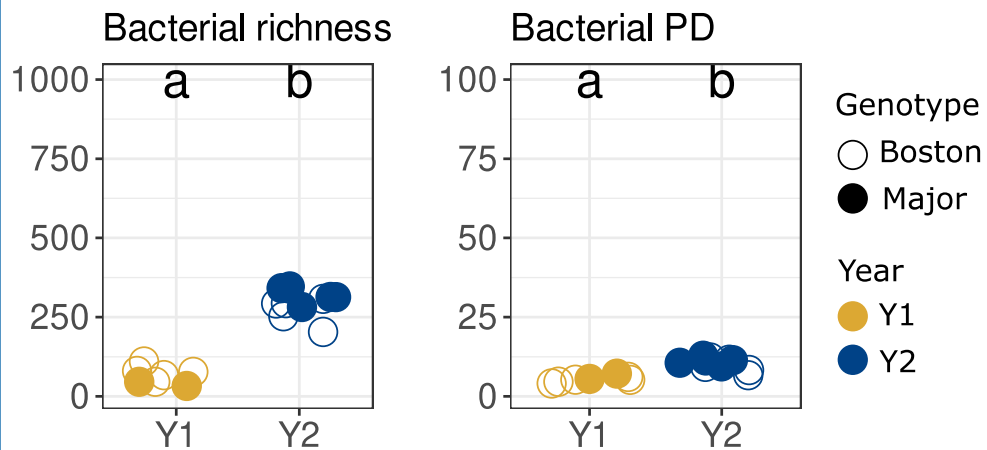 Bacterial richness
1000
750
500
250
0
a
b
Y1
Y2
Bacterial PD
100
75
50
25
0
a
b
Y1
Y2
Genotype
Boston
Major
Year
Y1
Y2